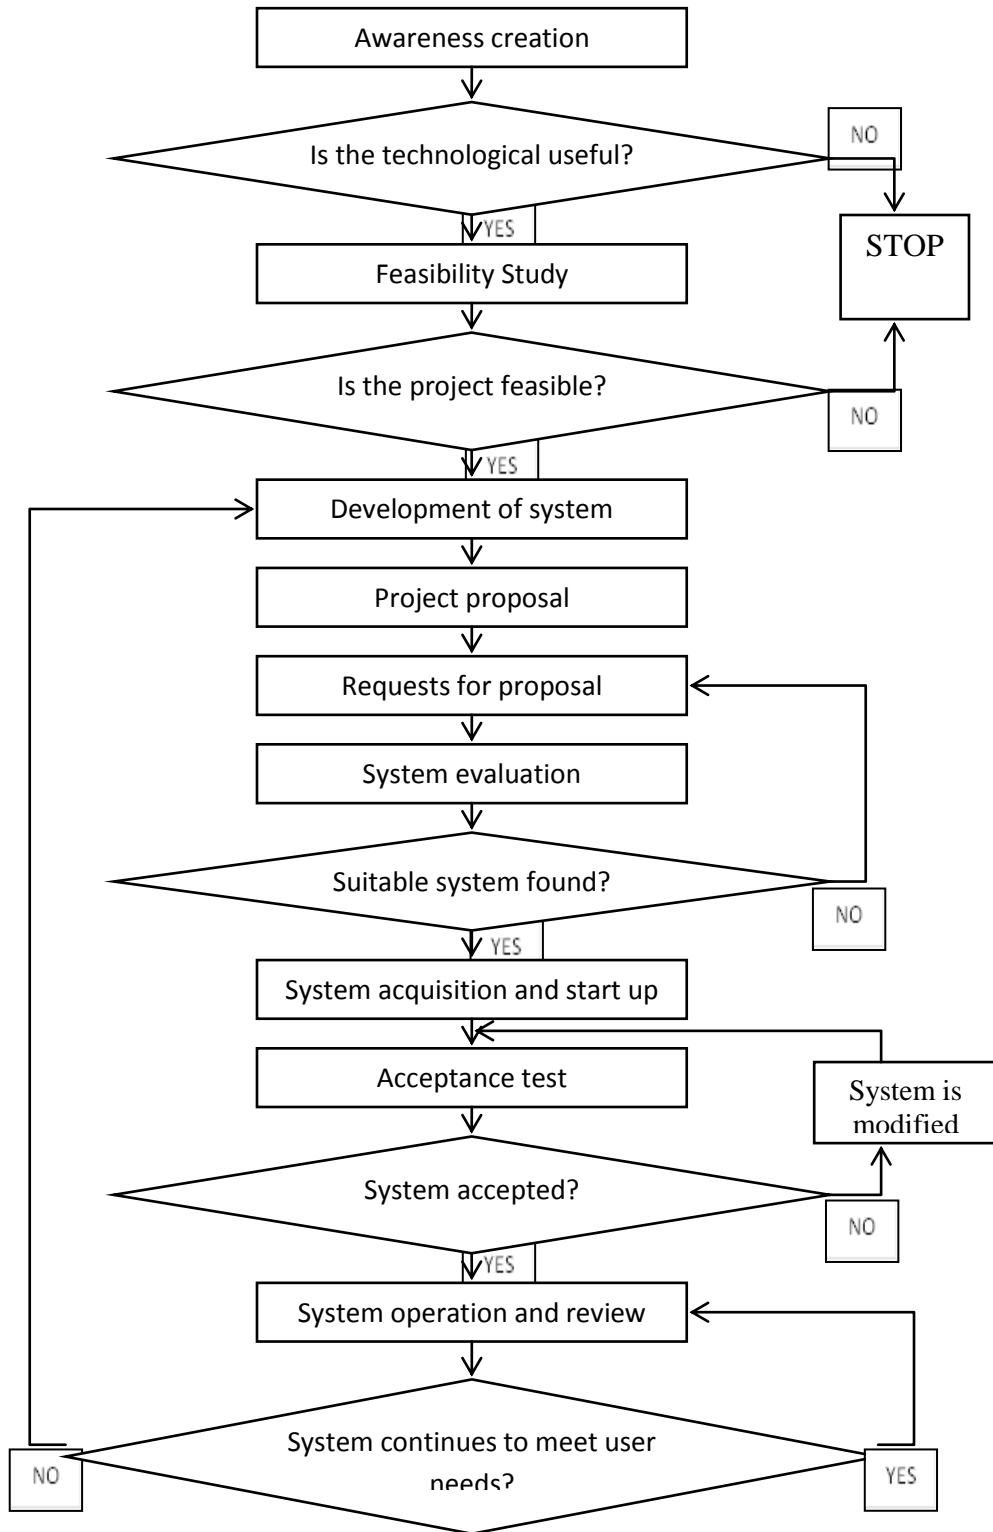 Awareness creation
NO
Is the technological useful?
YES
STOP
Feasibility Study
Is the project feasible?
NO
YES
Development of system
Project proposal
Requests for proposal
System evaluation
Suitable system found?
NO
YES
System acquisition and start up
Acceptance test
System is
modified
System accepted?
NO
YES
System operation and review
System continues to meet user
needs?
NO
YES